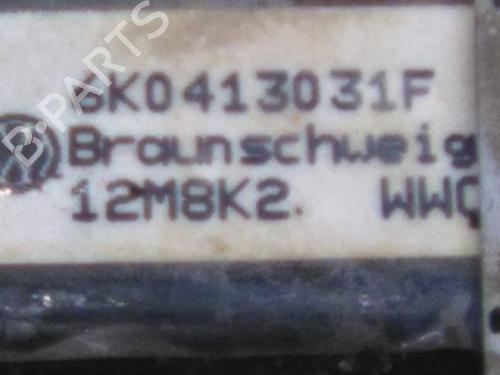 B-PARTS
6K0413031F
Braunschweig
12M8K2. WWQ